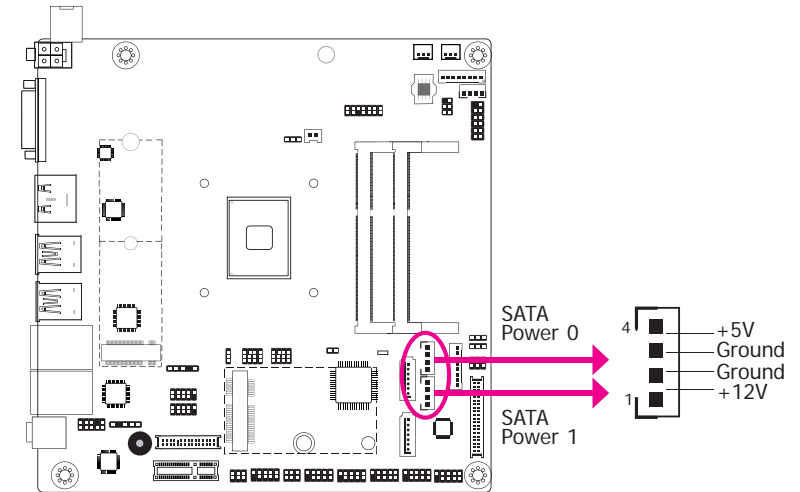 SATA
Power 0
SATA
Power 1
4
1
+5V
Ground
Ground
+12V